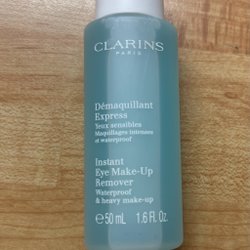 CLARINS
PARIS
Démaquillant
Express
Yeux sensibles
Maquillages intenses
et waterproof
Instant
Eye Make-Up
Remover
Waterproof
& heavy make-up
℮50 mL 1.6 Fl. Oz.